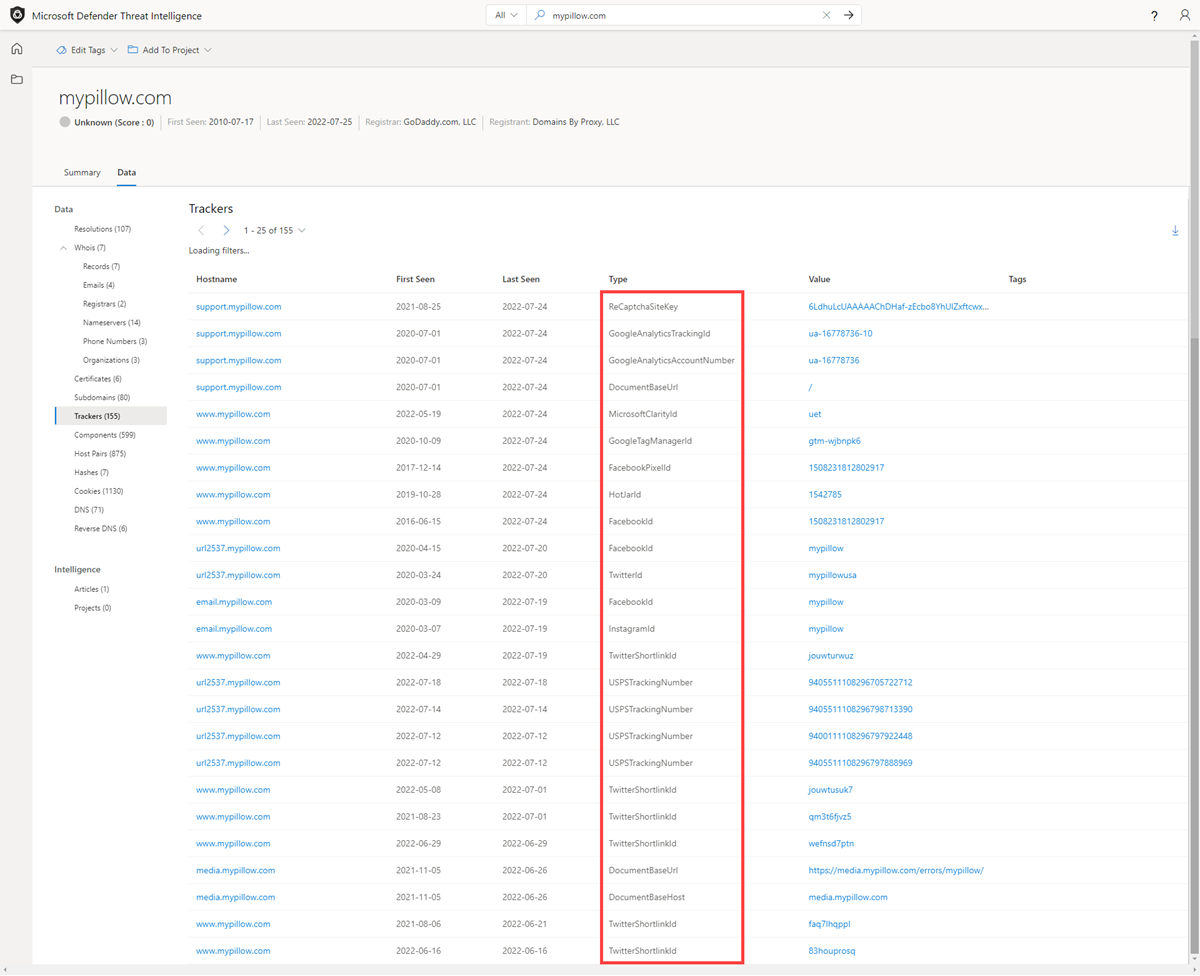 Microsoft Defender Threat Intelligence All mypillow.com ?
Edit Tags Add To Project
mypillow.com
Unknown (Score : 0) First Seen: 2010-07-17 Last Seen: 2022-07-25 Registrar: GoDaddy.com, LLC Registrant: Domains By Proxy, LLC
Summary Data
Data
Resolutions (107)
Whois (7)
Records (7)
Emails (4)
Registrars (2)
Nameservers (14)
Phone Numbers (3)
Organizations (3)
Certificates (6)
Subdomains (80)
Trackers (155)
Components (599)
Host Pairs (875)
Hashes (7)
Cookies (1130)
DNS (71)
Reverse DNS (6)
Intelligence
Articles (1)
Projects (0)
Trackers
1 - 25 of 155
Loading filters...
Hostname First Seen Last Seen Type Value Tags
support.mypillow.com 2021-08-25 2022-07-24 ReCaptchaSiteKey 6LdhuLcUAAAAAChDHaf-zEcbo8YhUlZxftcwx...
support.mypillow.com 2020-07-01 2022-07-24 GoogleAnalyticsTrackingId ua-16778736-10
support.mypillow.com 2020-07-01 2022-07-24 GoogleAnalyticsAccountNumber ua-16778736
support.mypillow.com 2020-07-01 2022-07-24 DocumentBaseUrl /
www.mypillow.com 2022-05-19 2022-07-24 MicrosoftClarityId uet
www.mypillow.com 2020-10-09 2022-07-24 GoogleTagManagerId gtm-wjbnpk6
www.mypillow.com 2017-12-14 2022-07-24 FacebookPixelId 1508231812802917
www.mypillow.com 2019-10-28 2022-07-24 HotJarId 1542785
www.mypillow.com 2016-06-15 2022-07-24 FacebookId 1508231812802917
url2537.mypillow.com 2020-04-15 2022-07-20 FacebookId mypillow
url2537.mypillow.com 2020-03-24 2022-07-20 TwitterId mypillowusa
email.mypillow.com 2020-03-09 2022-07-19 FacebookId mypillow
email.mypillow.com 2020-03-07 2022-07-19 InstagramId mypillow
www.mypillow.com 2022-04-29 2022-07-19 TwitterShortlinkId jouwturwuz
url2537.mypillow.com 2022-07-18 2022-07-18 USPSTrackingNumber 9405511108296705722712
url2537.mypillow.com 2022-07-14 2022-07-14 USPSTrackingNumber 9405511108296798713390
url2537.mypillow.com 2022-07-12 2022-07-12 USPSTrackingNumber 9400111108296797922448
url2537.mypillow.com 2022-07-12 2022-07-12 USPSTrackingNumber 9405511108296797888969
www.mypillow.com 2022-05-08 2022-07-01 TwitterShortlinkId jouwtusuk7
www.mypillow.com 2021-08-23 2022-07-01 TwitterShortlinkId qm3t6fjvz5
www.mypillow.com 2022-06-29 2022-06-29 TwitterShortlinkId wefnsd7ptn
media.mypillow.com 2021-11-05 2022-06-26 DocumentBaseUrl https://media.mypillow.com/errors/mypillow/
media.mypillow.com 2021-11-05 2022-06-26 DocumentBaseHost media.mypillow.com
www.mypillow.com 2021-08-06 2022-06-21 TwitterShortlinkId faq7lhqppl
www.mypillow.com 2022-06-16 2022-06-16 TwitterShortlinkId 83houprosq